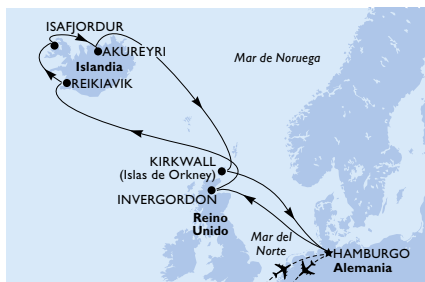 ISAFJORDUR
AKUREYRI
Islandia
REIKIAVIK
Mar de Noruega
KIRKWALL
(Islas de Orkney)
INVERGORDON
Reino
Unido
Mar del
Norte
HAMBURGO
Alemania